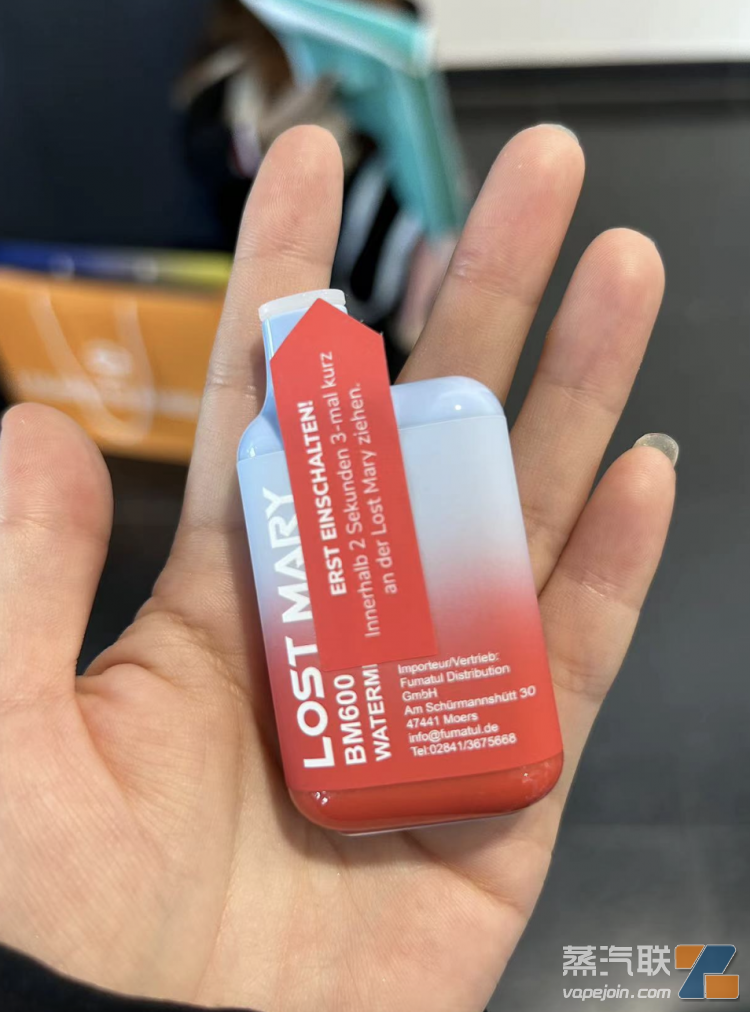 ERST EINSCHALTEN!
Innerhalb 2 Sekunden 3-mal kurz
an der Lost Mary ziehen.
LOST MARY
BM600
Importeur/Vertrieb:
Fumatul Distribution
GmbH
Am Schürmannshütt 30
47441 Moers
info@fumatul.de
Tel:02841/3675668
蒸汽联
vapejoin.com